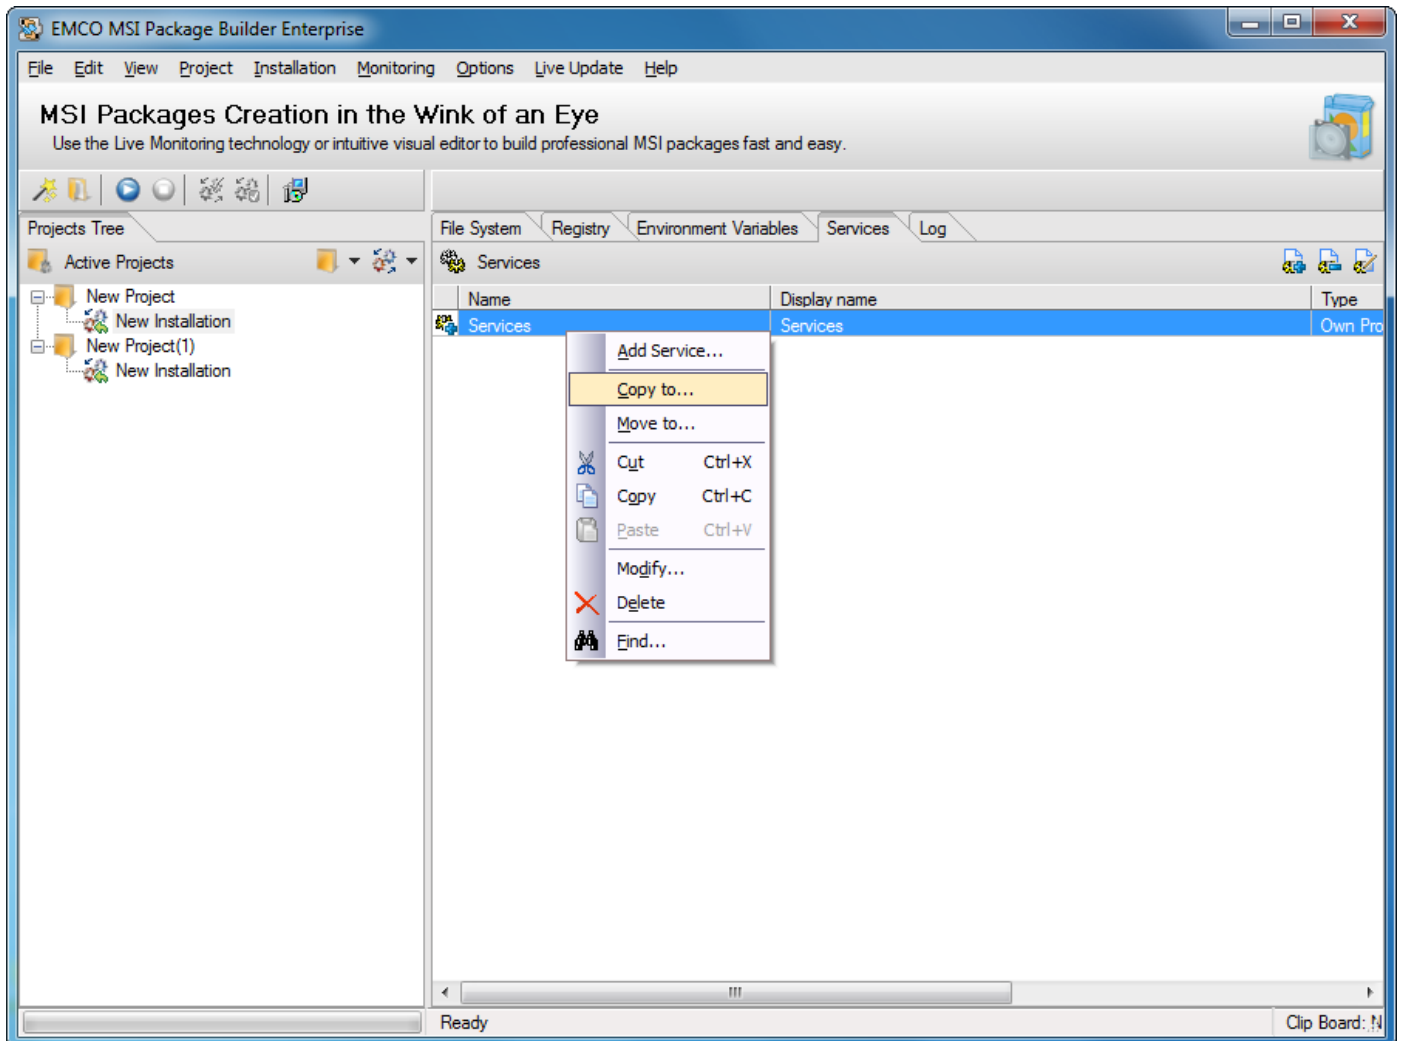 EMCO MSI Package Builder Enterprise
File Edit View Project Installation Monitoring Options Live Update Help
MSI Packages Creation in the Wink of an Eye
Use the Live Monitoring technology or intuitive visual editor to build professional MSI packages fast and easy.
Projects Tree
File System Registry Environment Variables Services Log
Active Projects
Services
Name Display name Type
New Project
New Installation
New Project(1)
New Installation
Services Services Own Pro
Add Service...
Copy to...
Move to...
Cut Ctrl+X
Copy Ctrl+C
Paste Ctrl+V
Modify...
Delete
Find...
Ready Clip Board: N